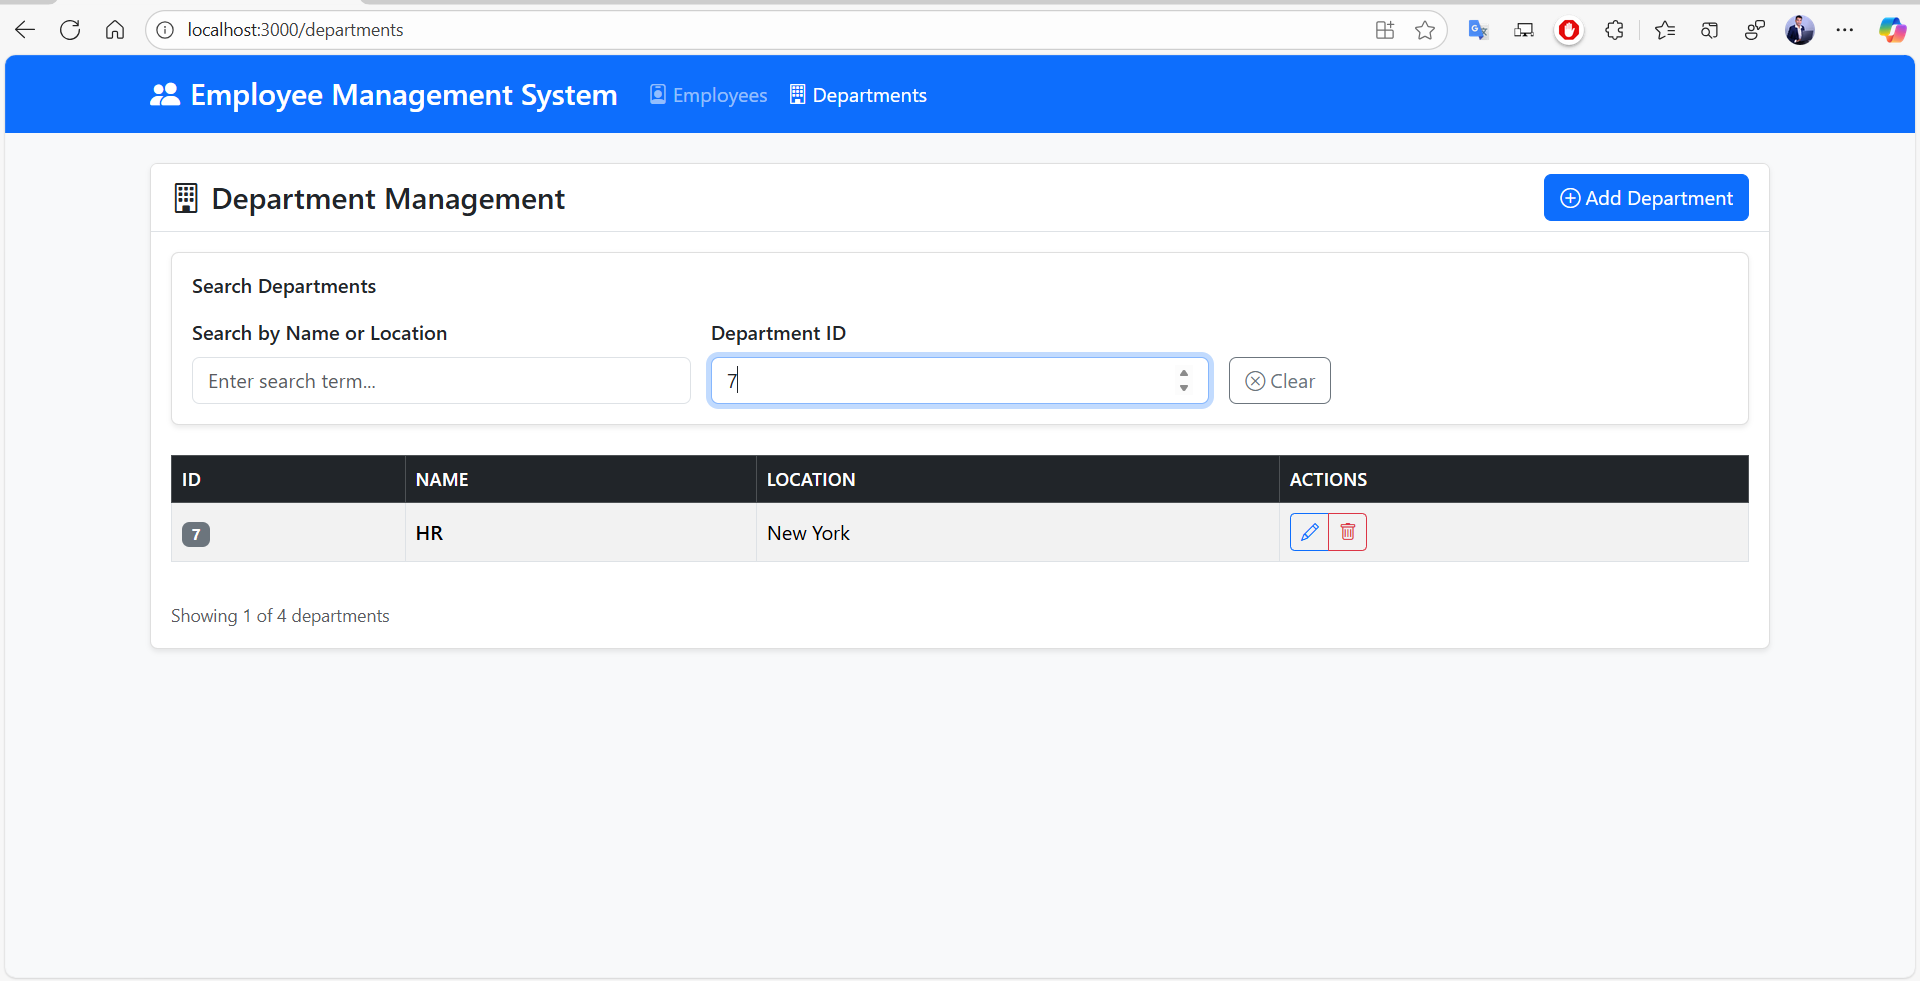 localhost:3000/departments
Employee Management System Employees Departments
Department Management Add Department
Search Departments
Search by Name or Location Department ID
Enter search term... 7 Clear
ID NAME LOCATION ACTIONS
7 HR New York
Showing 1 of 4 departments